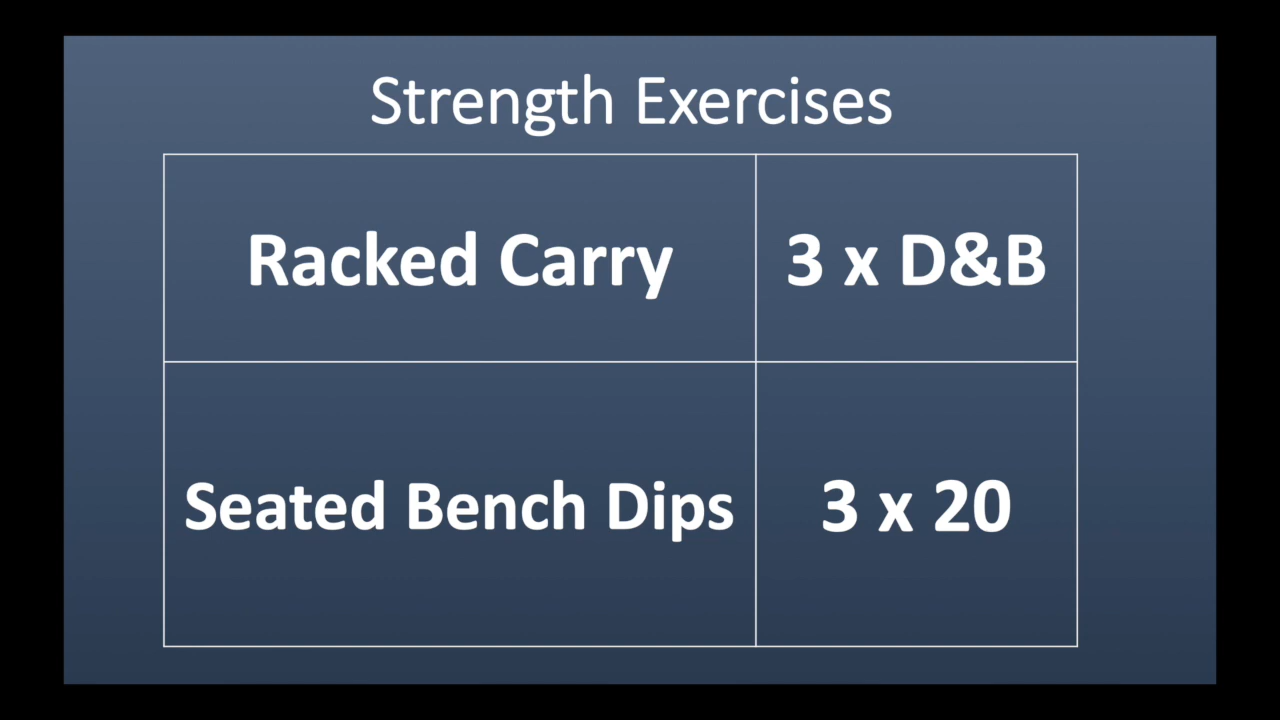 Strength Exercises
Racked Carry 3 x D&B
Seated Bench Dips 3 x 20